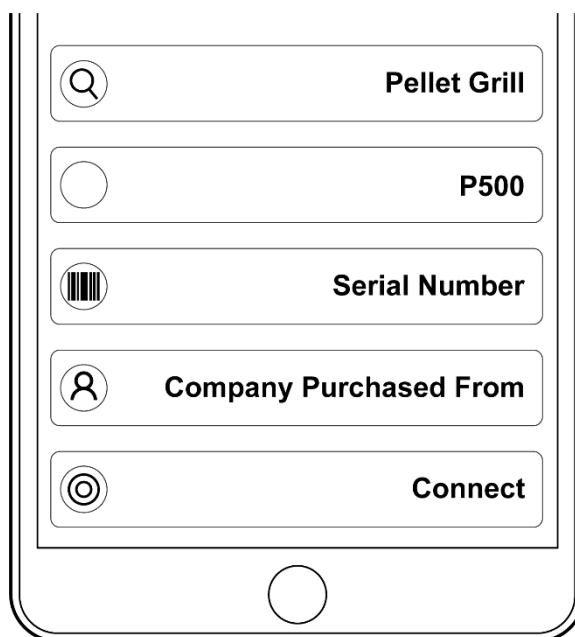 Pellet Grill
P500
Serial Number
Company Purchased From
Connect